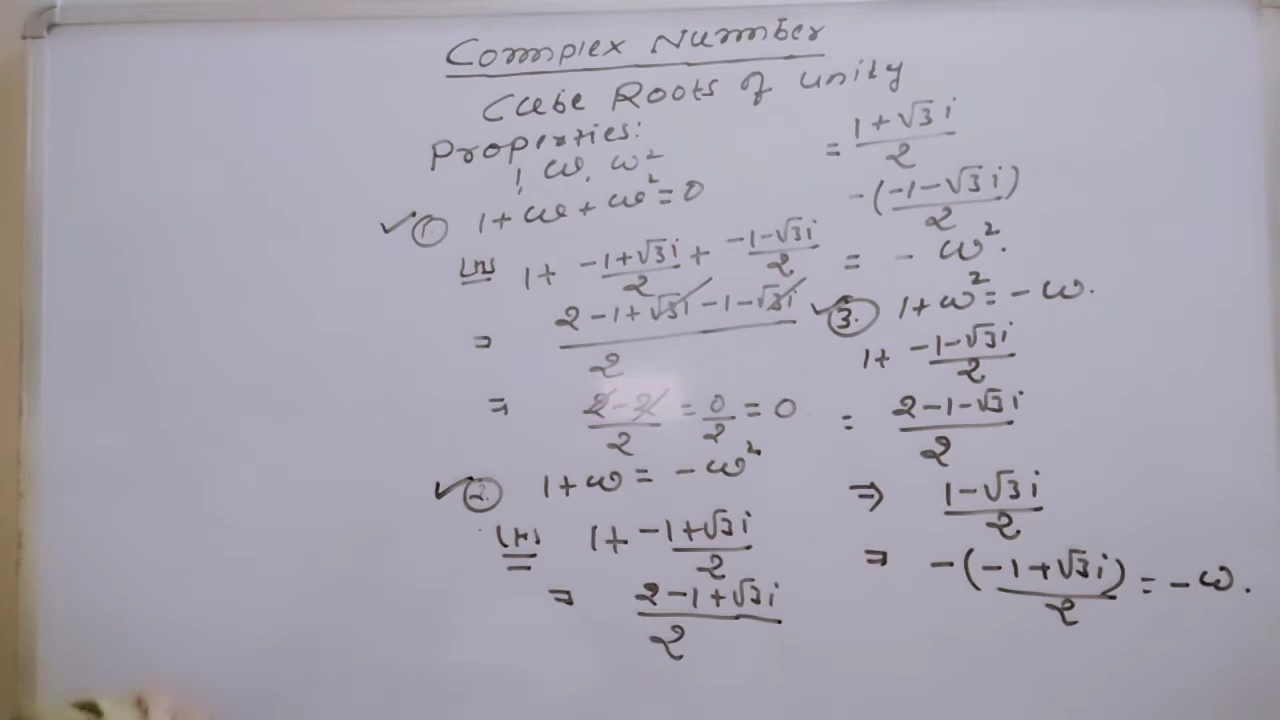 Complex Number
Cube Roots of unity
Properties:
1, ω, ω²
✓ ①. 1+ω+ω²=0
LHS 1+ (-1+√3i)/2 + (-1-√3i)/2
= (2-1+√3i-1-√3i)/2
= (2-2)/2 = 0/2 = 0
✓ ②. 1+ω = -ω²
LHS 1+ (-1+√3i)/2
= (2-1+√3i)/2
= (1+√3i)/2
-(-1-√3i)/2
= -ω².
✓ ③. 1+ω²=-ω.
1+ (-1-√3i)/2
= (2-1-√3i)/2
⇒ (1-√3i)/2
= -(-1+√3i)/2 = -ω.